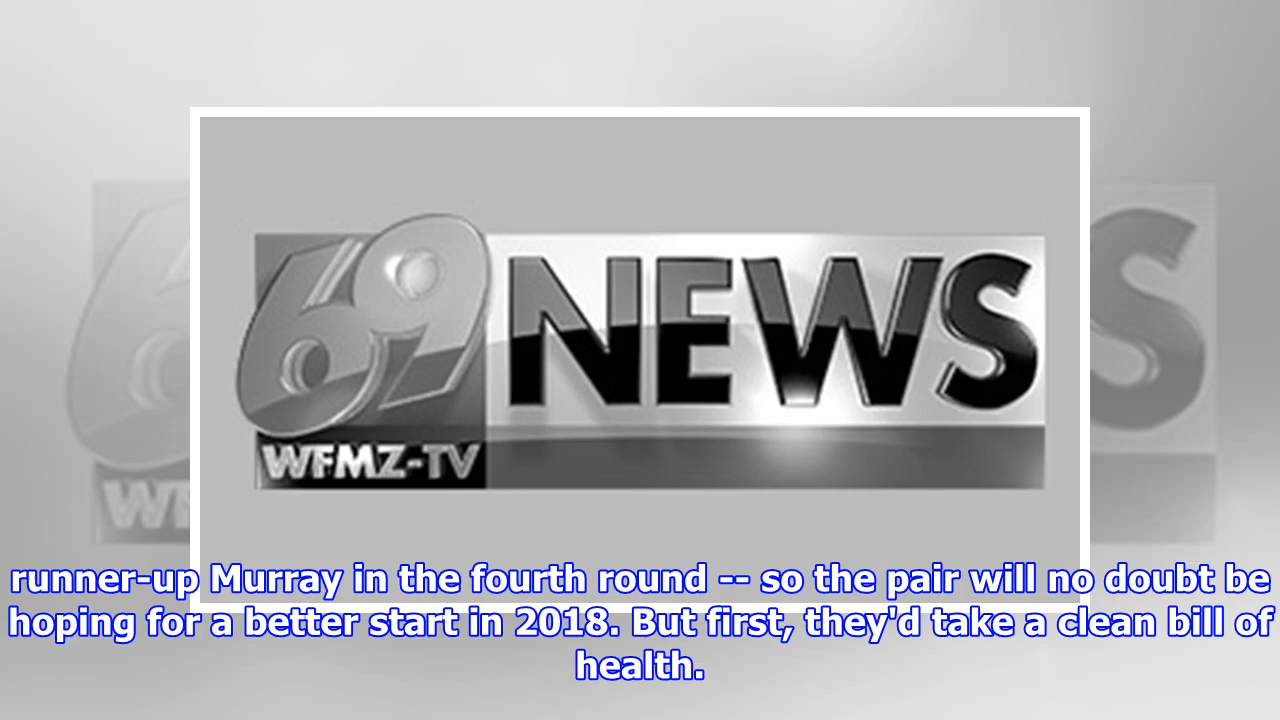 69 NEWS
WFMZ-TV
runner-up Murray in the fourth round -- so the pair will no doubt be
hoping for a better start in 2018. But first, they'd take a clean bill of
health.